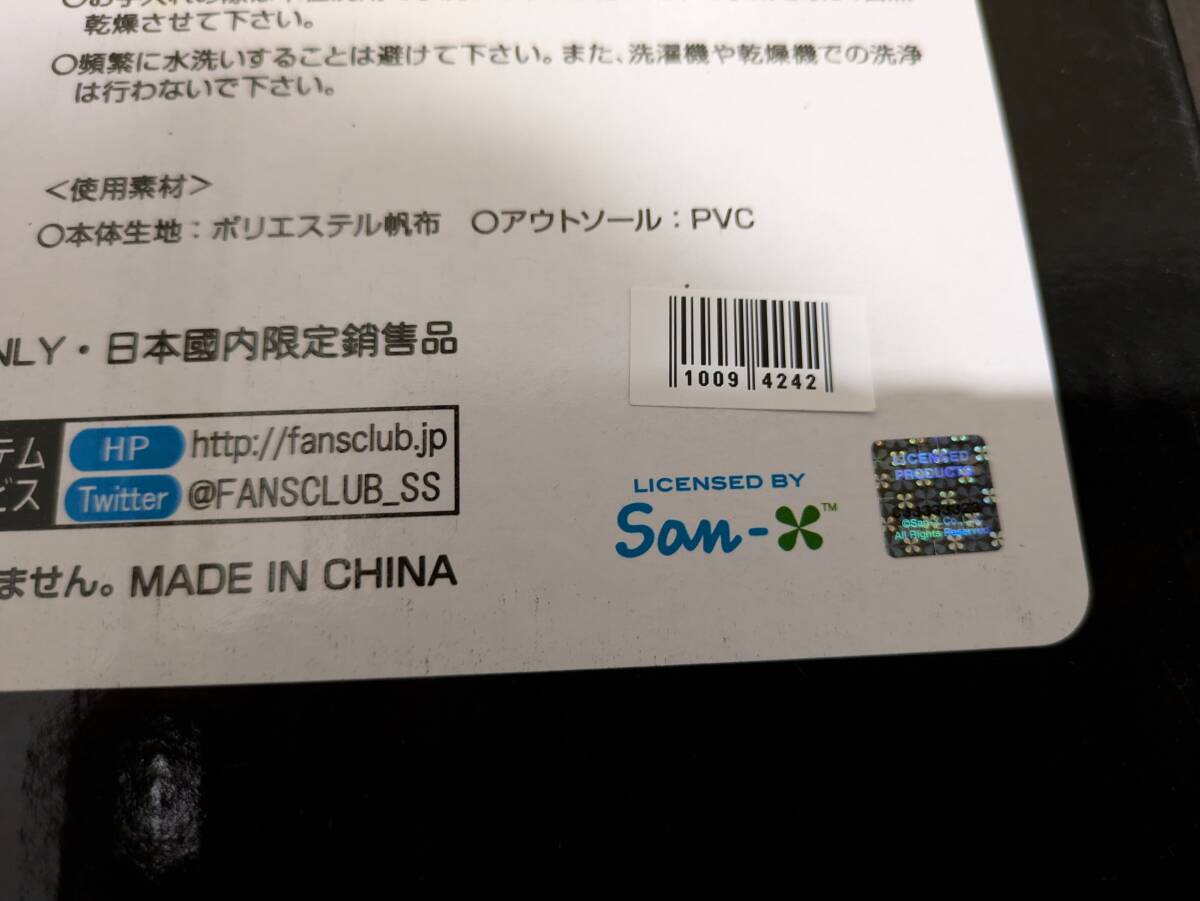 乾燥させて下さい。
○頻繁に水洗いすることは避けて下さい。また、洗濯機や乾燥機での洗浄
は行わないで下さい。
<使用素材>
○本体生地：ポリエステル帆布 ○アウトソール：PVC
NLY・日本國内限定銷售品
1009 4242
テム HP http://fansclub.jp
ビス Twitter @FANSCLUB_SS
LICENSED BY
San-X™
LICENSED
PRODUCTS
All Rights Reserved
ません。MADE IN CHINA